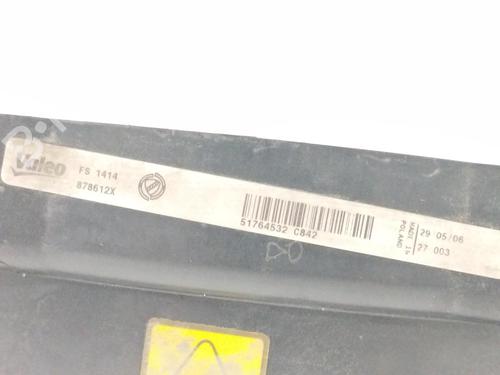 Valeo
FS 1414
878612X
51764532 C842
MADE IN
POLAND
29 05/06
27 003